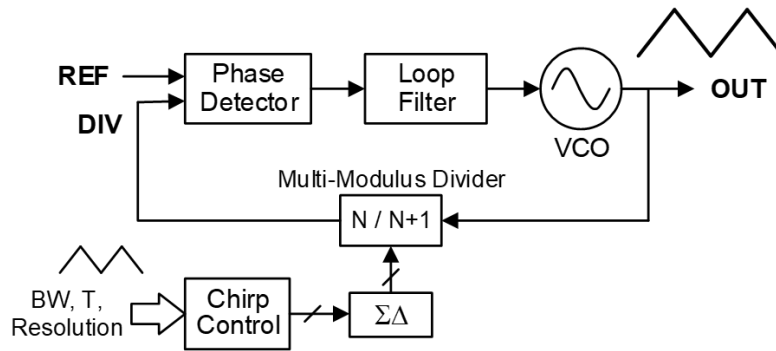 REF
DIV
Phase
Detector
Loop
Filter
VCO
OUT
Multi-Modulus Divider
N / N+1
BW, T,
Resolution
Chirp
Control
ΣΔ